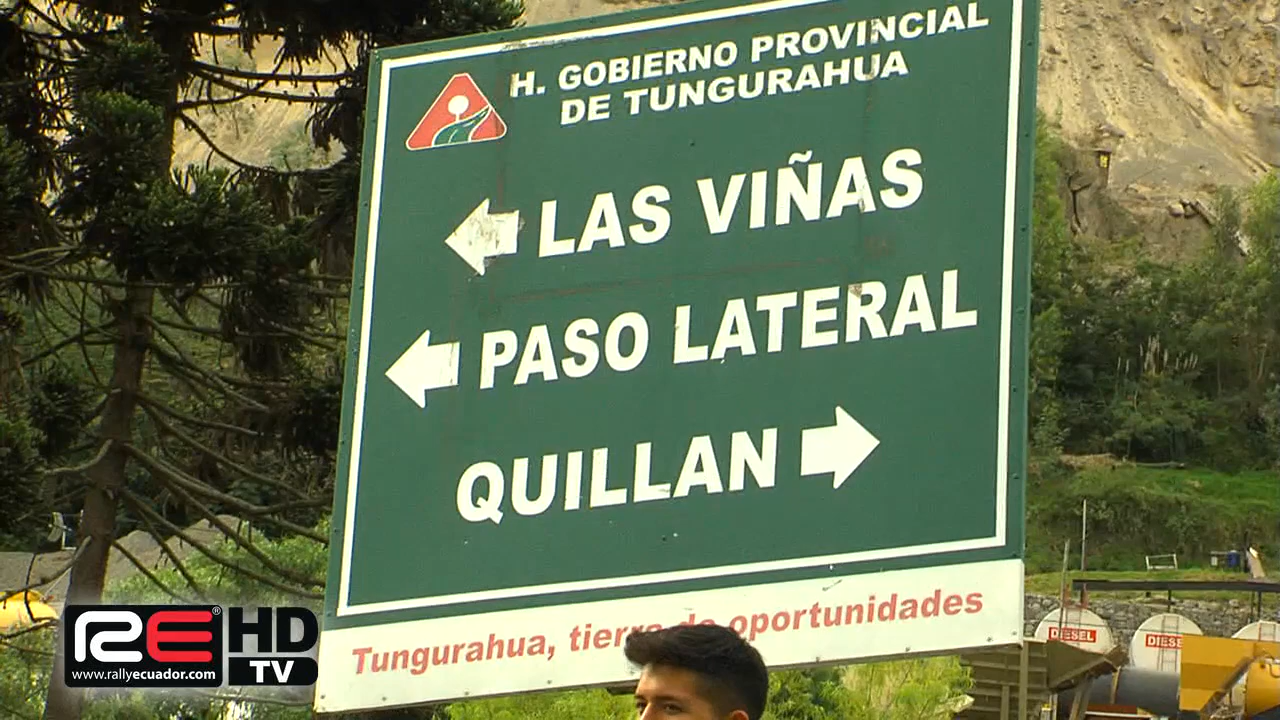 H. GOBIERNO PROVINCIAL
DE TUNGURAHUA
LAS VIÑAS
PASO LATERAL
QUILLAN
Tungurahua, tierra de oportunidades
DIESEL
DIESE
RE® HD
TV
www.rallyecuador.com